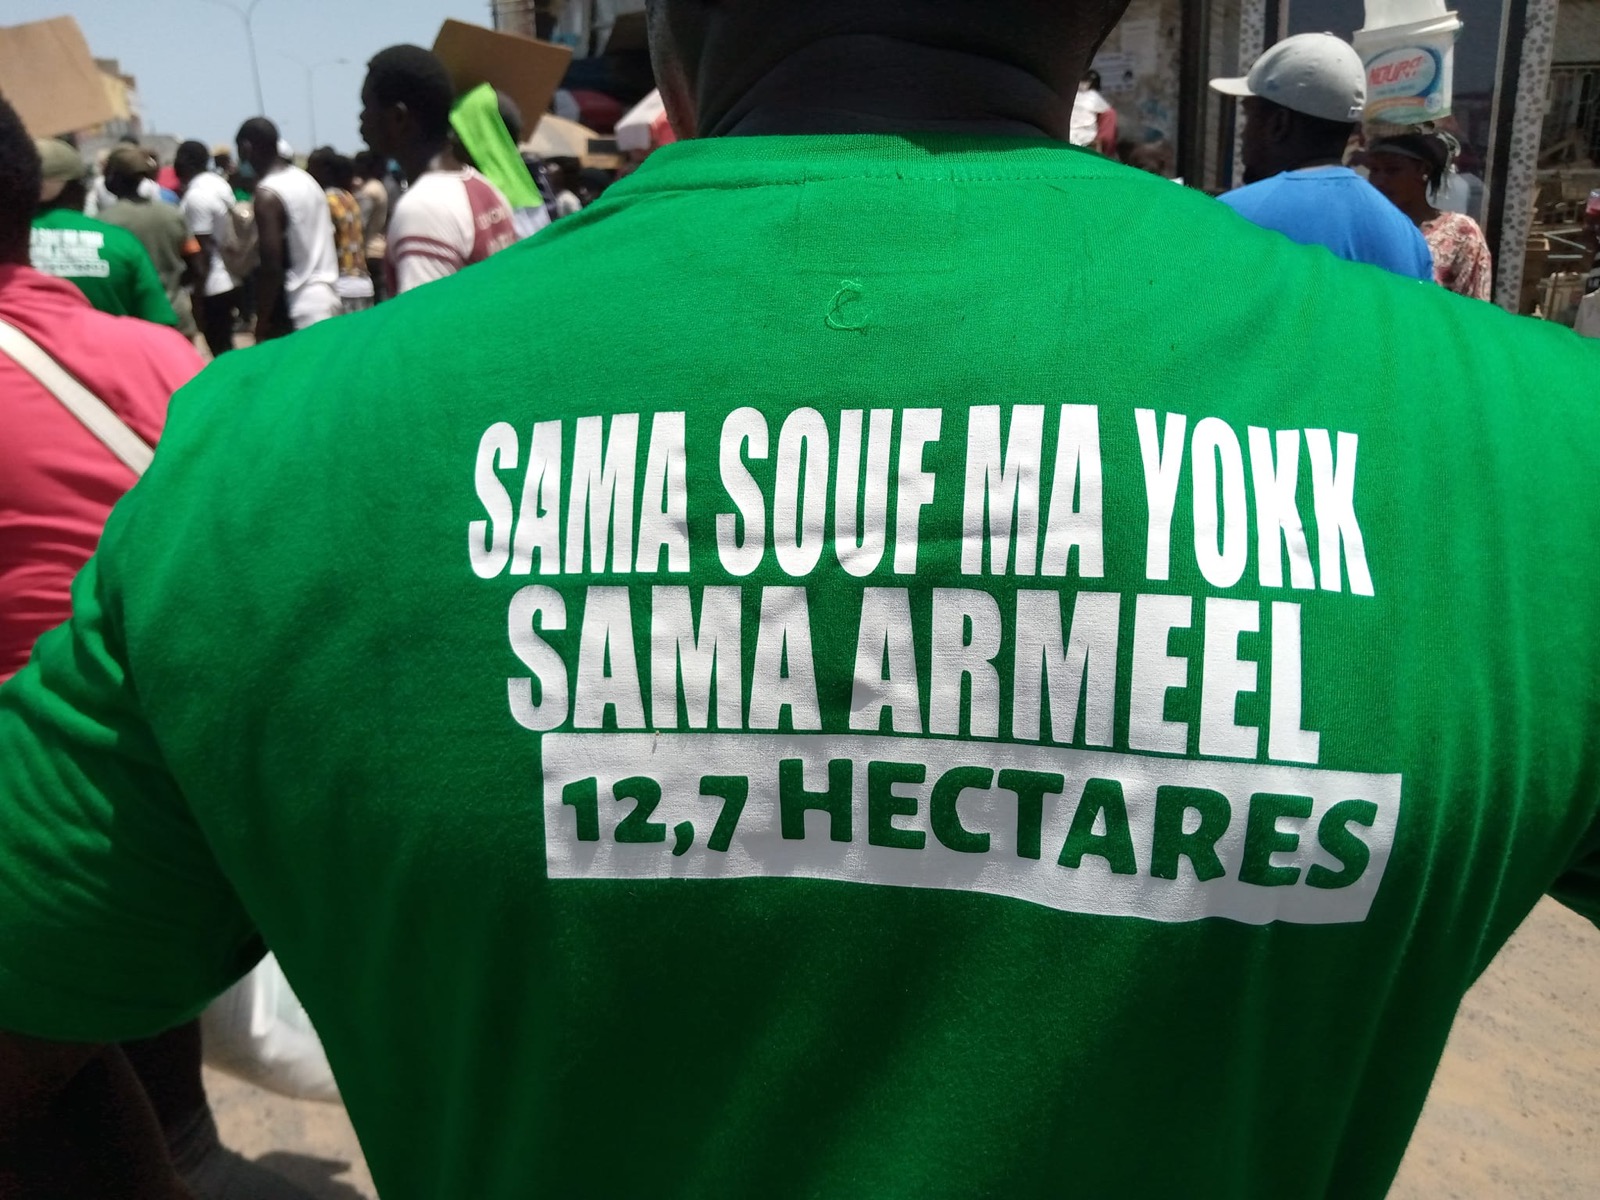 SAMA SOUF MA YOKK
SAMA ARMEEL
12,7 HECTARES